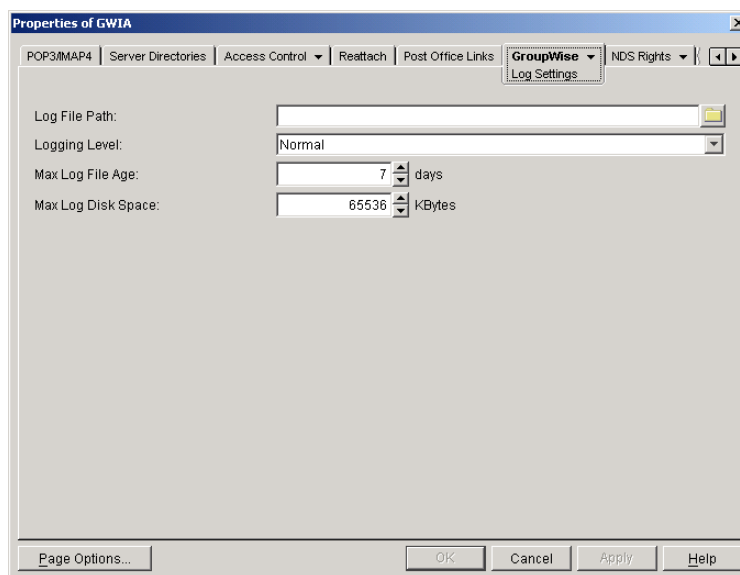 Properties of GWIA
POP3/IMAP4 Server Directories Access Control Reattach Post Office Links GroupWise NDS Rights
Log Settings
Log File Path:
Logging Level: Normal
Max Log File Age: 7 days
Max Log Disk Space: 65536 KBytes
Page Options... OK Cancel Apply Help